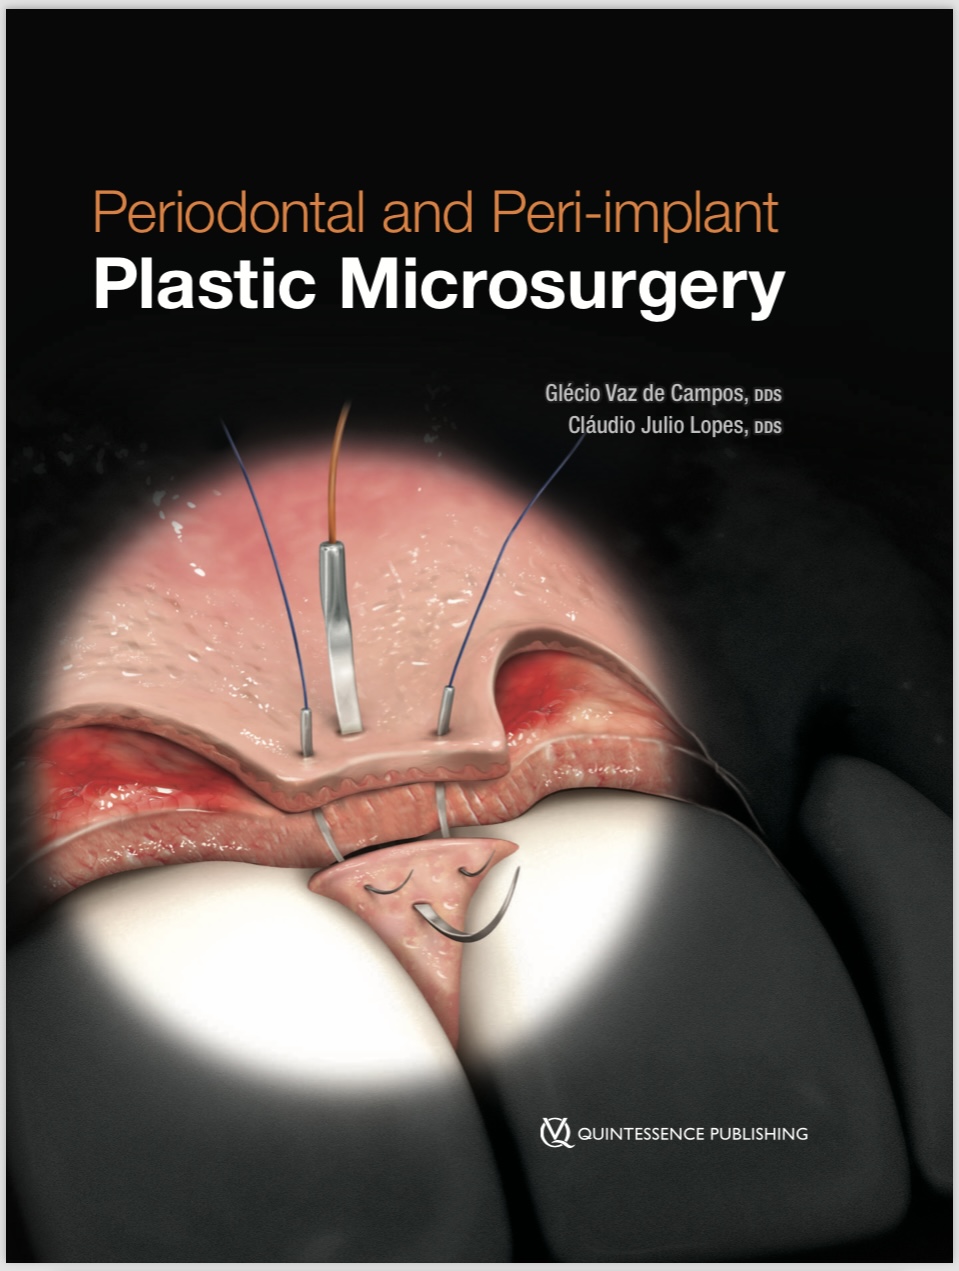 Periodontal and Peri-implant
Plastic Microsurgery
Glécio Vaz de Campos, DDS
Cláudio Julio Lopes, DDS
QUINTESSENCE PUBLISHING